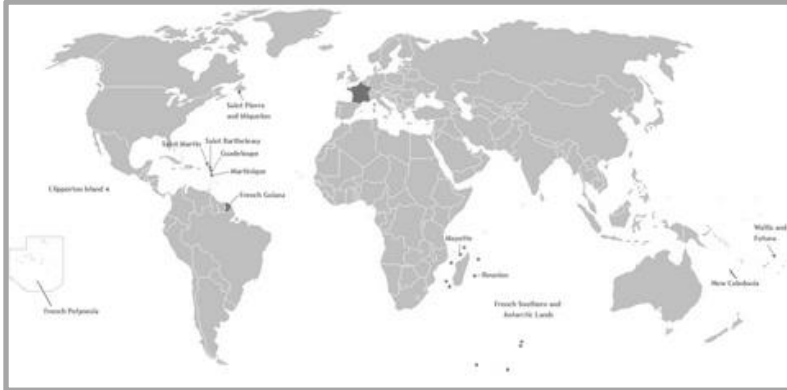 Saint Pierre
and Miquelon
Saint Martin
Saint Barthelemy
Guadeloupe
Martinique
Clipperton Island
French Guiana
Wallis and
Futuna
Mayotte
Reunion
New Caledonia
French Southern and
Antarctic Lands
French Polynesia